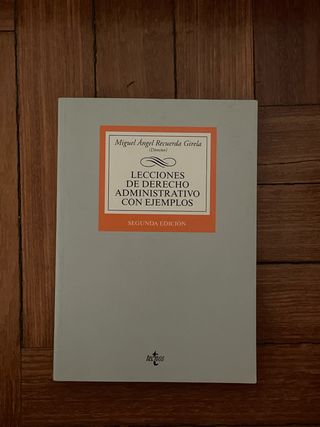 Miguel Ángel Recuerda Girela
(Director)
LECCIONES
DE DERECHO
ADMINISTRATIVO
CON EJEMPLOS
SEGUNDA EDICIÓN
tecnos